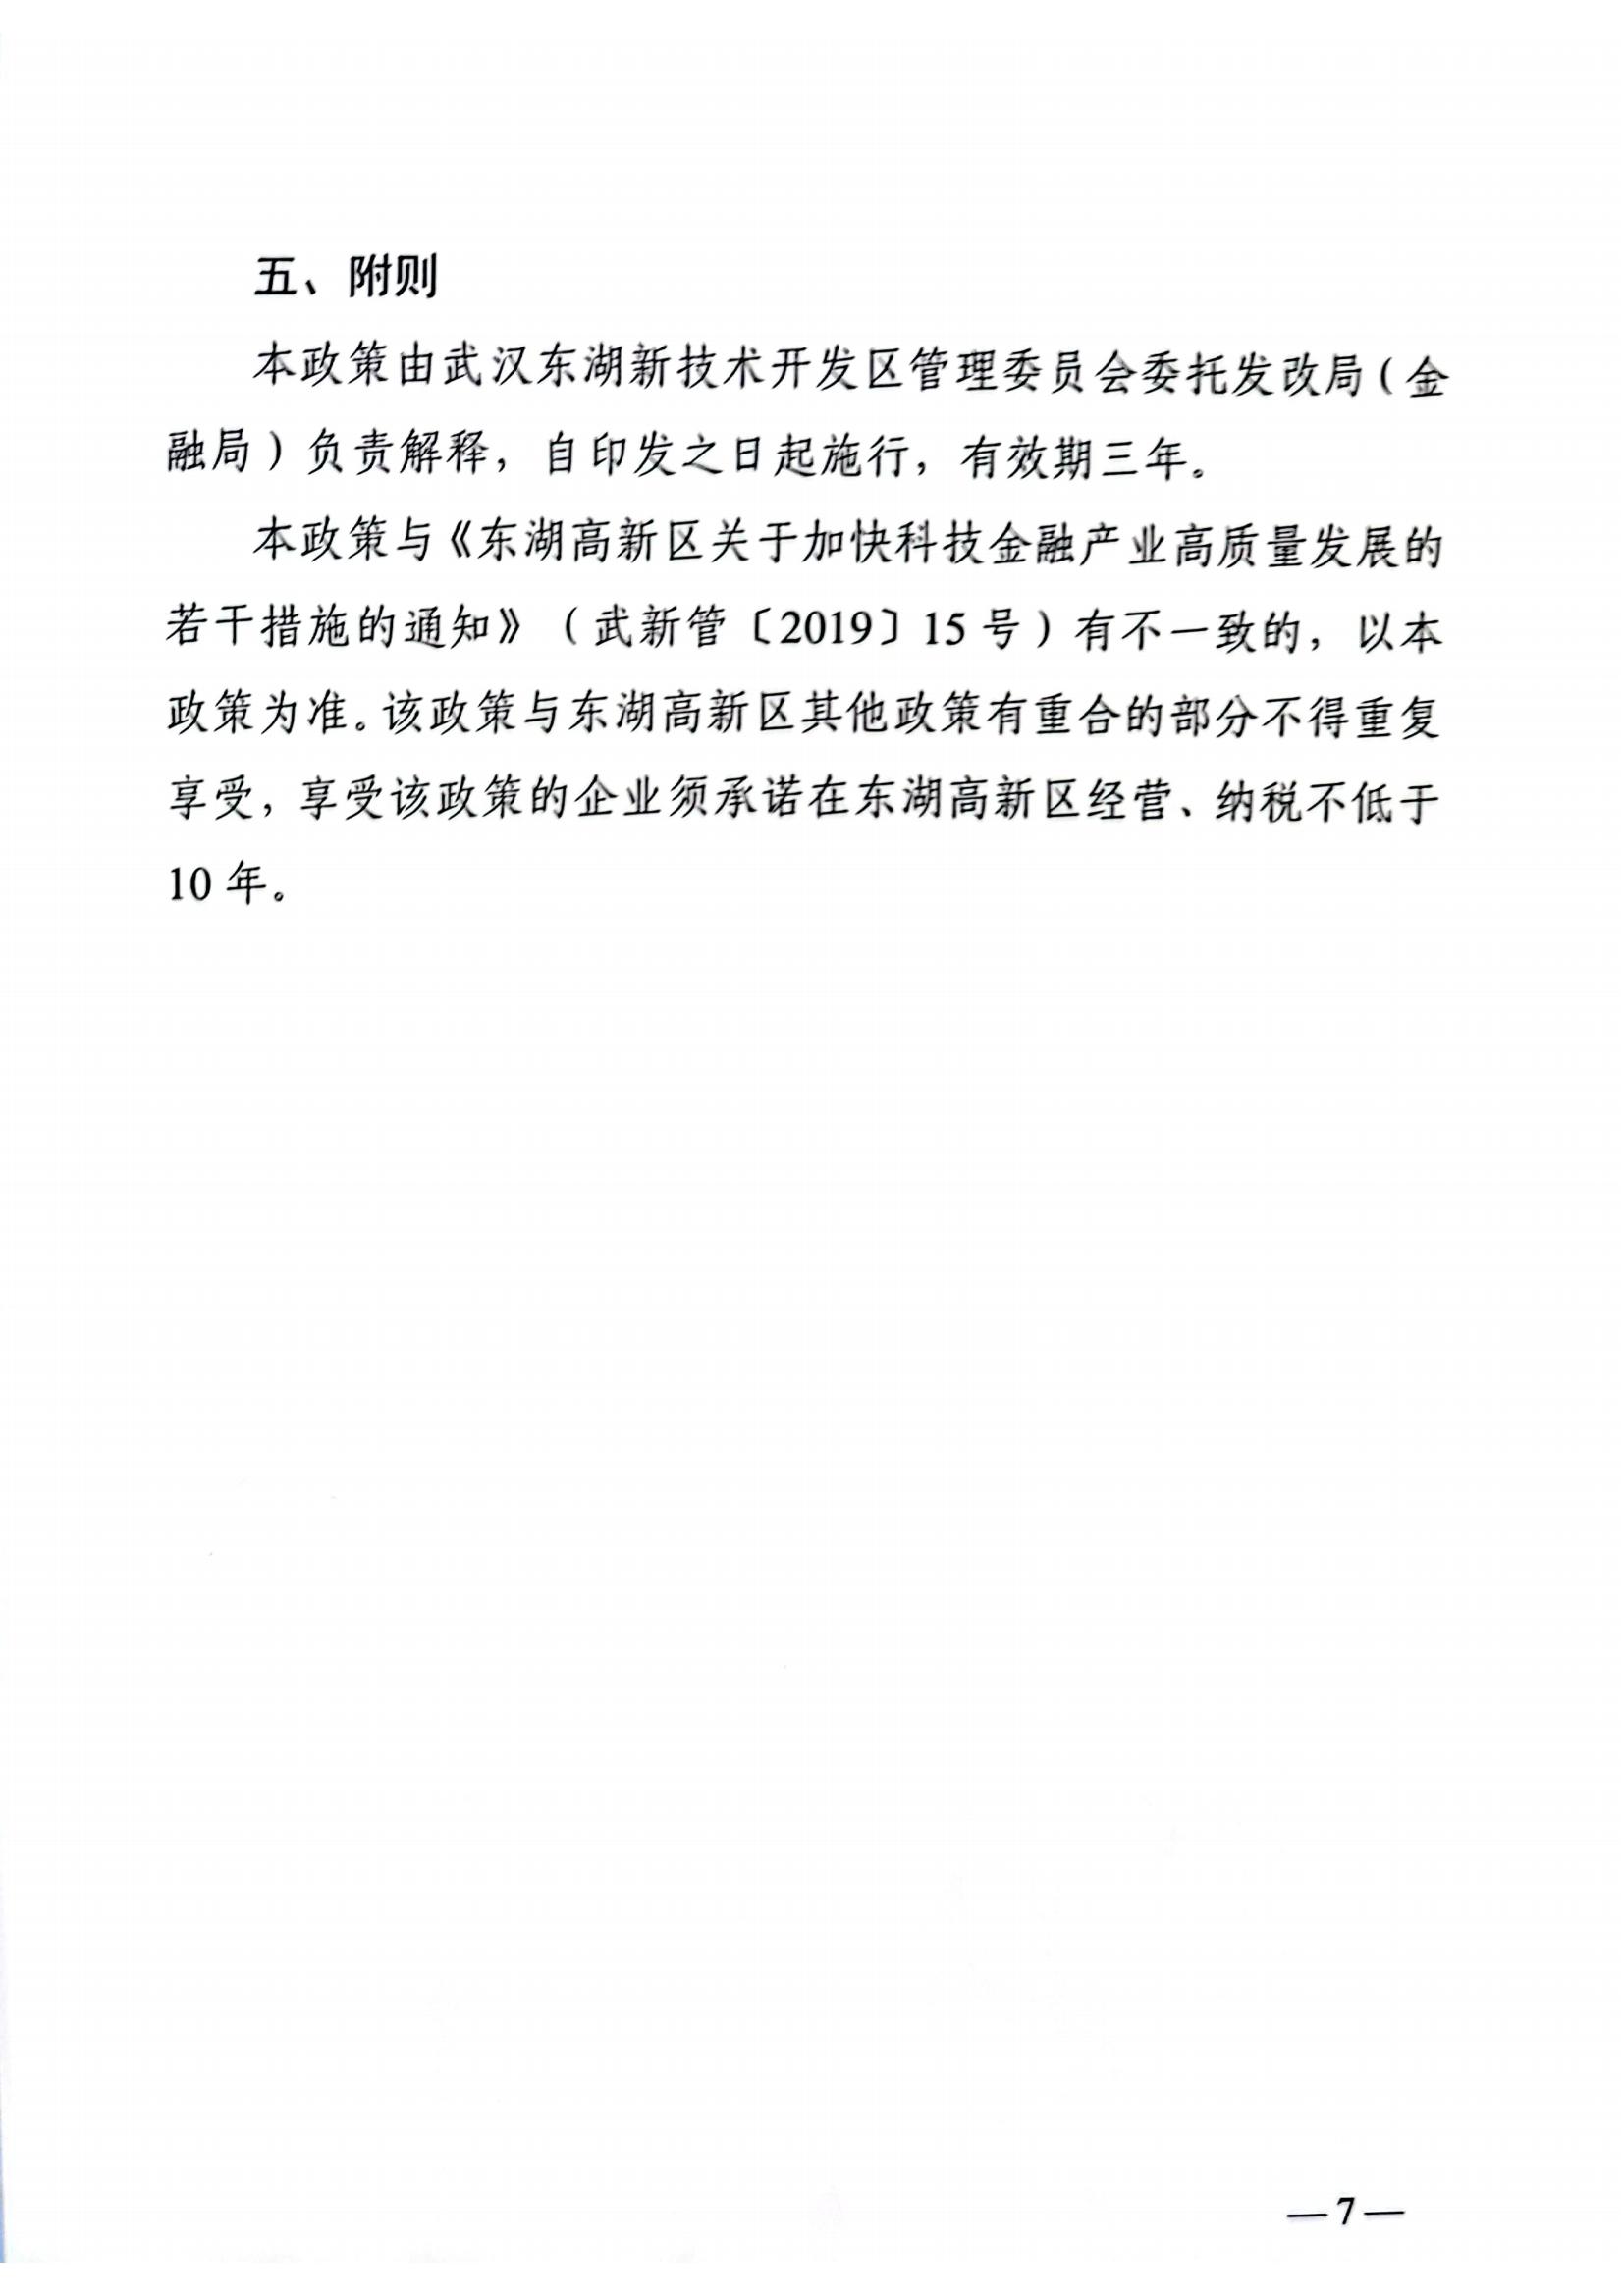 五、附则
本政策由武汉东湖新技术开发区管理委员会委托发改局（金
融局）负责解释，自印发之日起施行，有效期三年。
本政策与《东湖高新区关于加快科技金融产业高质量发展的
若干措施的通知》（武新管〔2019〕15 号）有不一致的，以本
政策为准。该政策与东湖高新区其他政策有重合的部分不得重复
享受，享受该政策的企业须承诺在东湖高新区经营、纳税不低于
10 年。
—7—